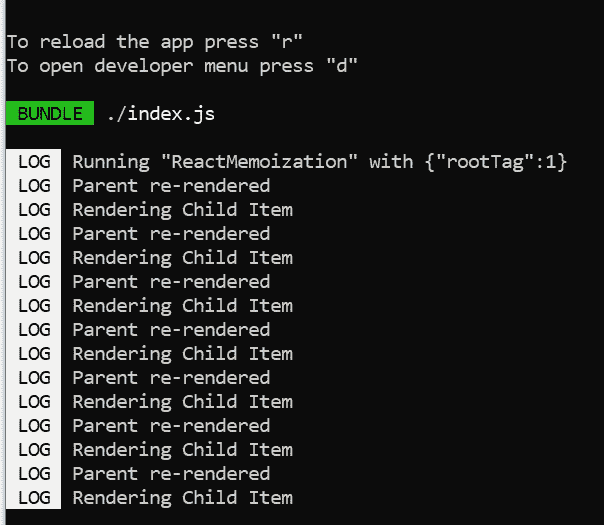 To reload the app press "r"
To open developer menu press "d"
BUNDLE ./index.js
LOG Running "ReactMemoization" with {"rootTag":1}
LOG Parent re-rendered
LOG Rendering Child Item
LOG Parent re-rendered
LOG Rendering Child Item
LOG Parent re-rendered
LOG Rendering Child Item
LOG Parent re-rendered
LOG Rendering Child Item
LOG Parent re-rendered
LOG Rendering Child Item
LOG Parent re-rendered
LOG Rendering Child Item
LOG Parent re-rendered
LOG Rendering Child Item